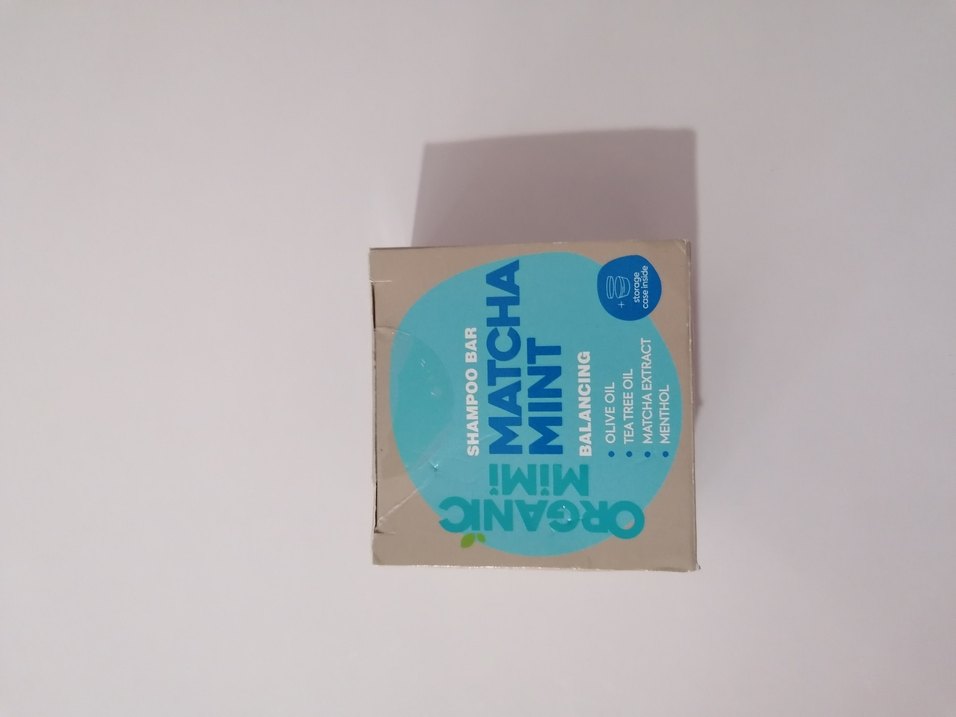 ORGANIC
MiMi
SHAMPOO BAR
MATCHA
MINT
BALANCING
• OLIVE OIL
• TEA TREE OIL
• MATCHA EXTRACT
• MENTHOL
+
storage
case inside